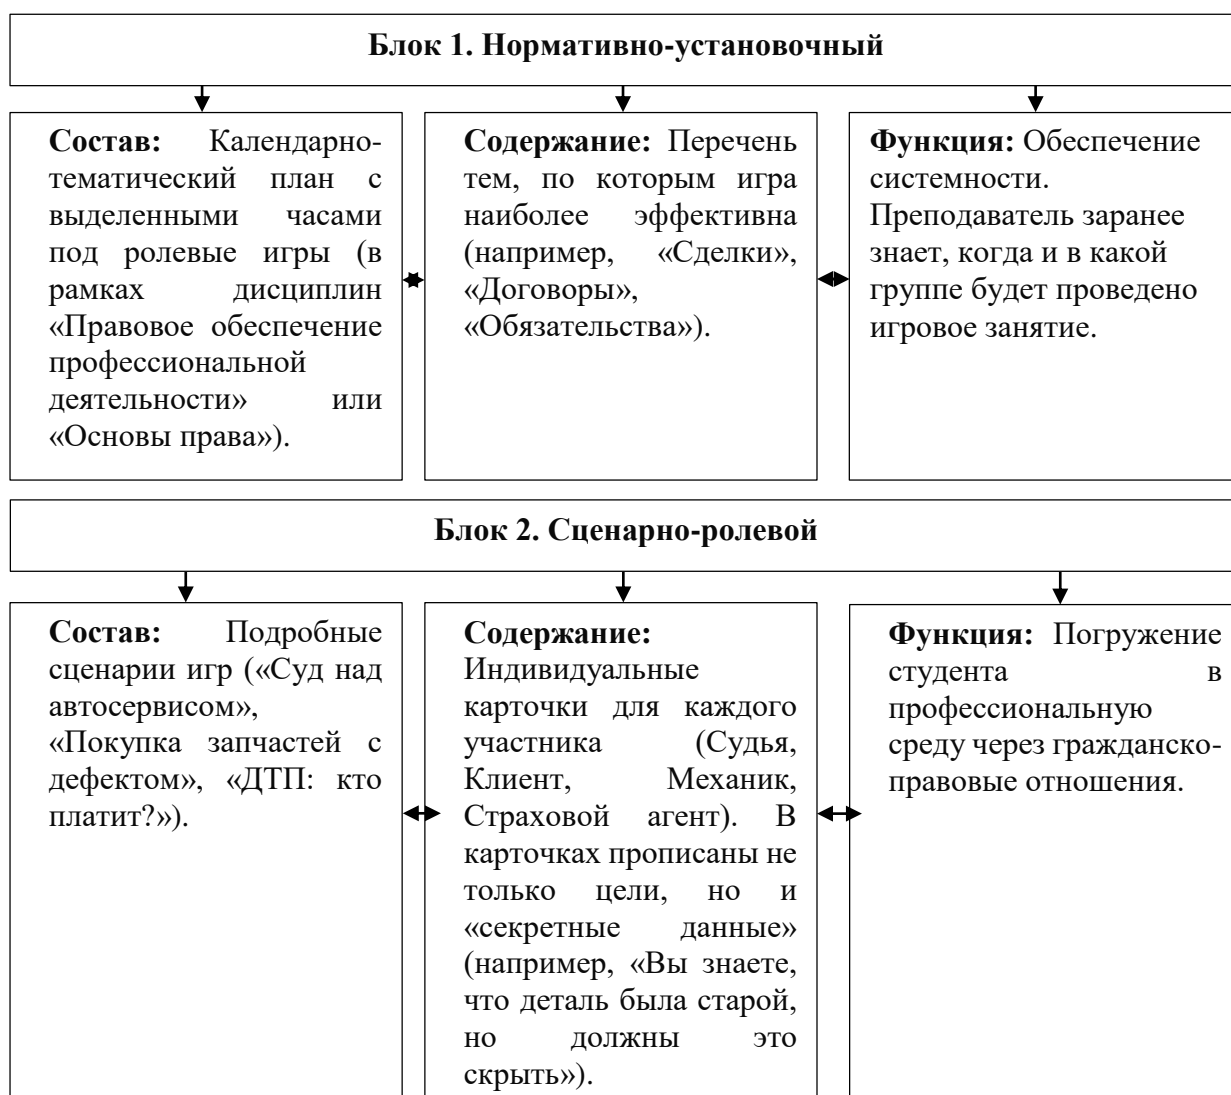 Блок 1. Нормативно-установочный
Состав: Календарно-
тематический план с
выделенными часами
под ролевые игры (в
рамках дисциплин
«Правовое обеспечение
профессиональной
деятельности» или
«Основы права»).
Содержание: Перечень
тем, по которым игра
наиболее эффективна
(например, «Сделки»,
«Договоры»,
«Обязательства»).
Функция: Обеспечение
системности.
Преподаватель заранее
знает, когда и в какой
группе будет проведено
игровое занятие.
Блок 2. Сценарно-ролевой
Состав: Подробные
сценарии игр («Суд над
автосервисом»,
«Покупка запчастей с
дефектом», «ДТП: кто
платит?»).
Содержание:
Индивидуальные
карточки для каждого
участника (Судья,
Клиент, Механик,
Страховой агент). В
карточках прописаны не
только цели, но и
«секретные данные»
(например, «Вы знаете,
что деталь была старой,
но должны это
скрыть»).
Функция: Погружение
студента в
профессиональную
среду через гражданско-
правовые отношения.